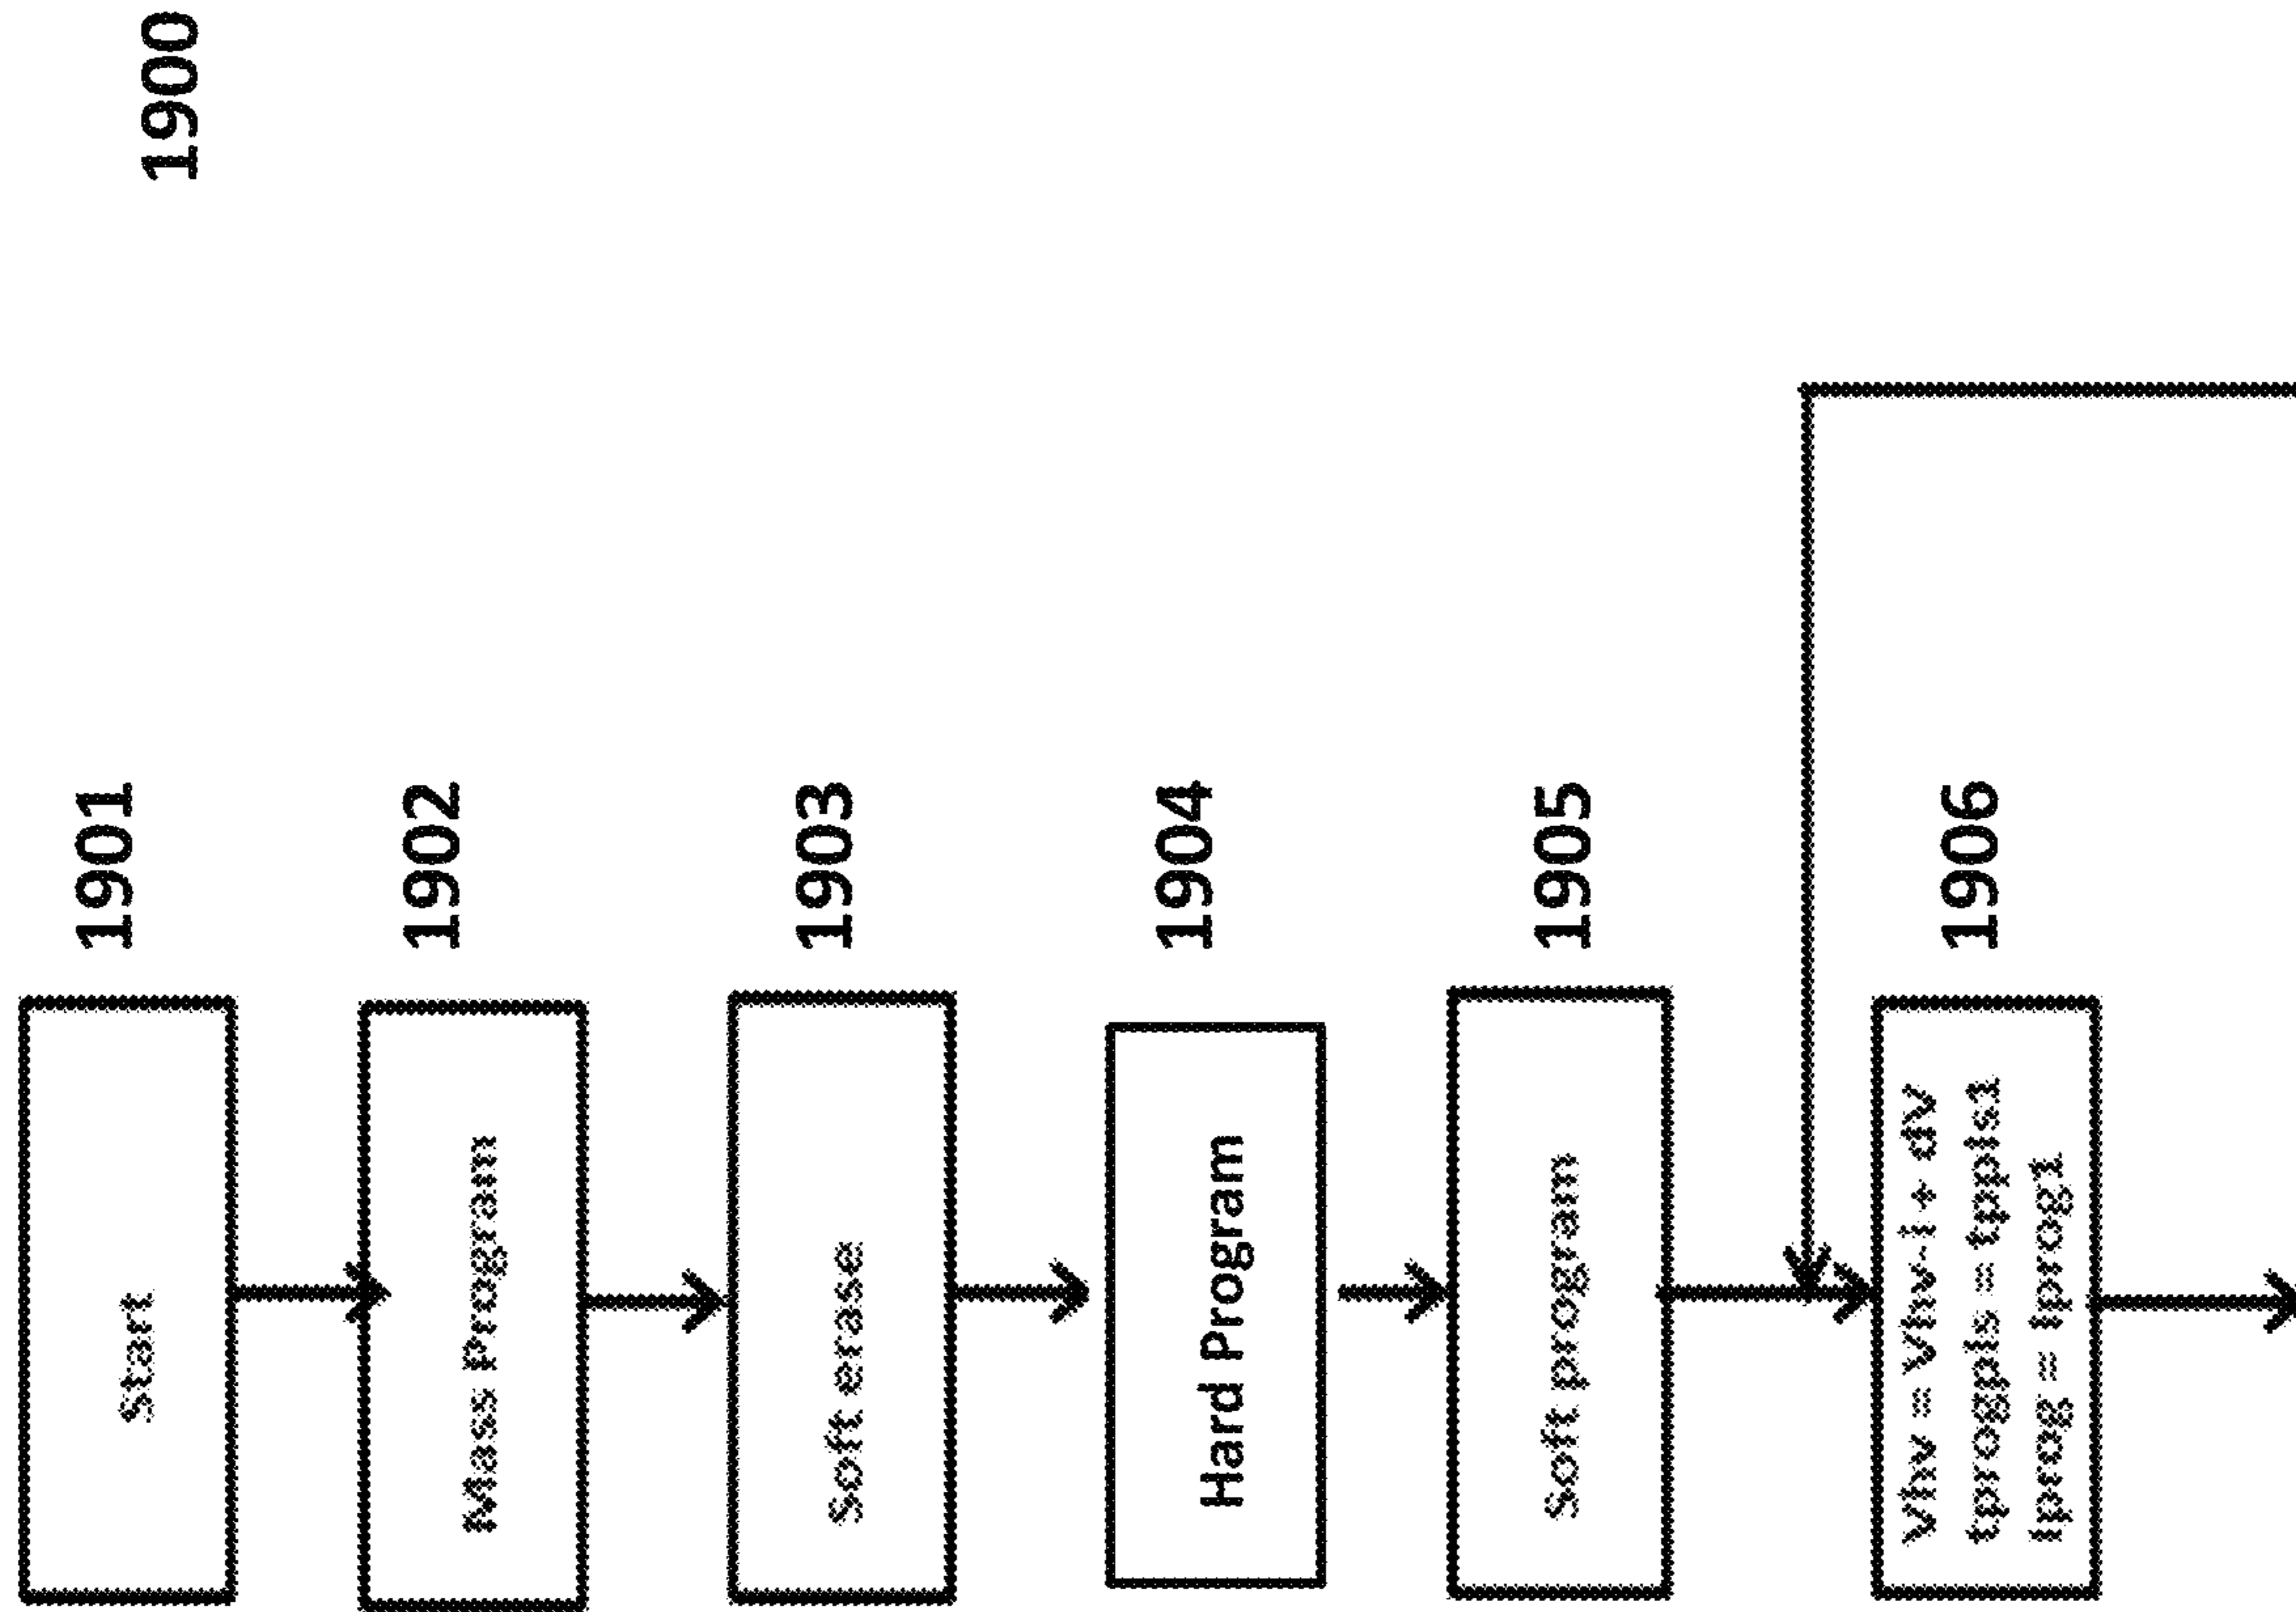 1900
Start
1901
Mass Program
1902
Soft erase
1903
Hard Program
1904
Soft program
1905
Vhv = Vhv-i + dV
tprogpls = tppls1
Iprog = Iprog1
1906